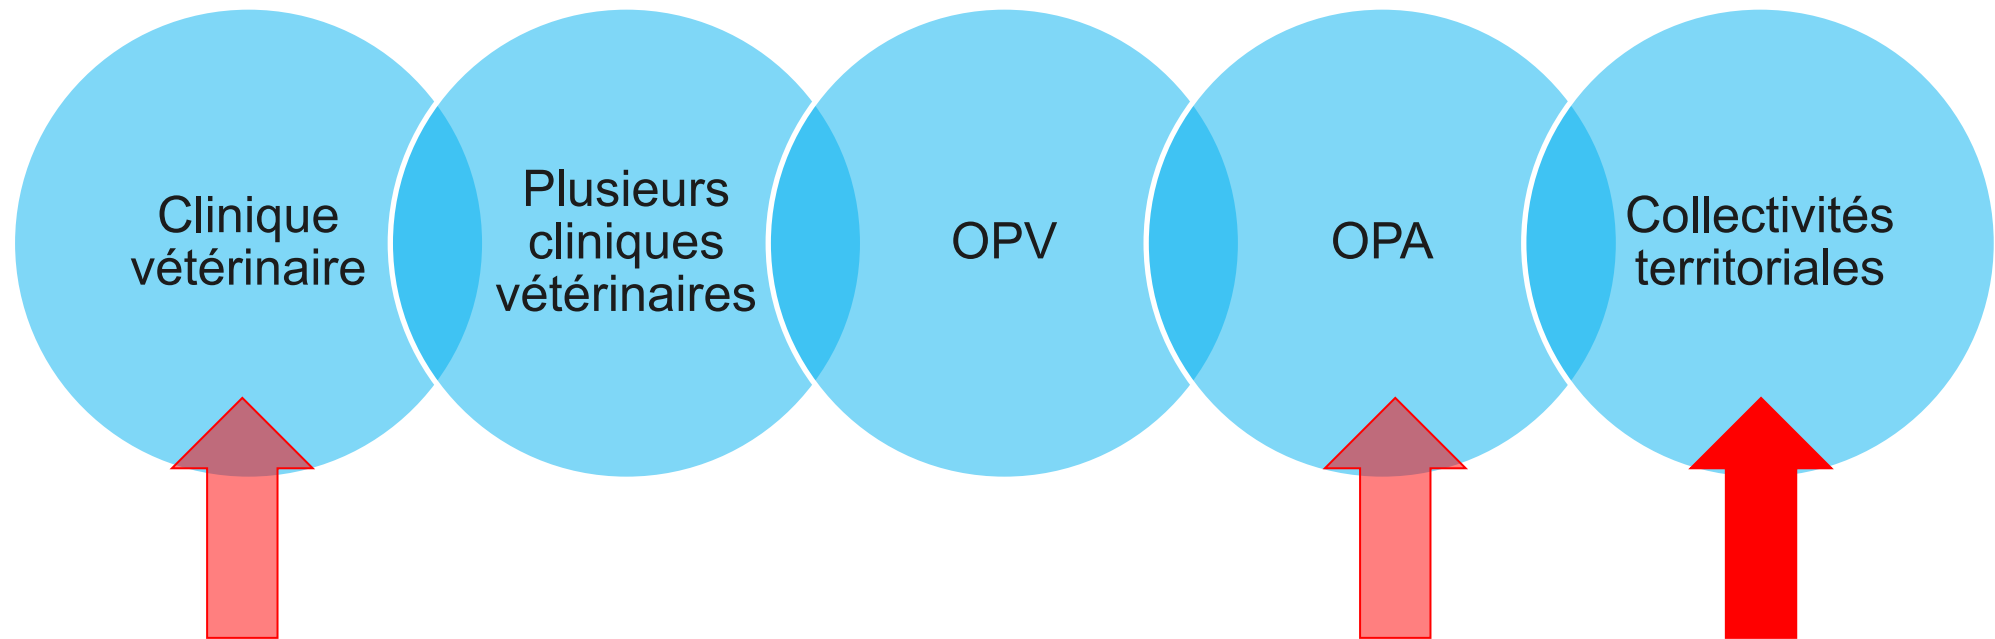 Clinique
vétérinaire
Plusieurs
cliniques
vétérinaires
OPV
OPA
Collectivités
territoriales